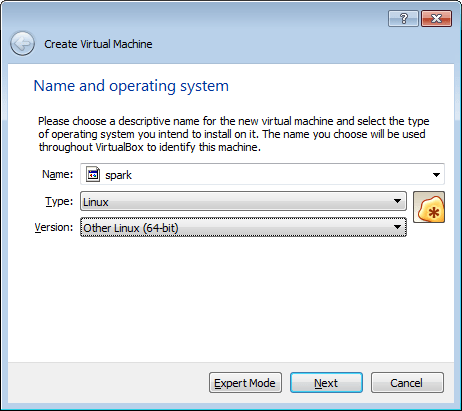 ?
Create Virtual Machine
Name and operating system
Please choose a descriptive name for the new virtual machine and select the type
of operating system you intend to install on it. The name you choose will be used
throughout VirtualBox to identify this machine.
Name: spark
Type: Linux
Version: Other Linux (64-bit)
Expert Mode Next Cancel